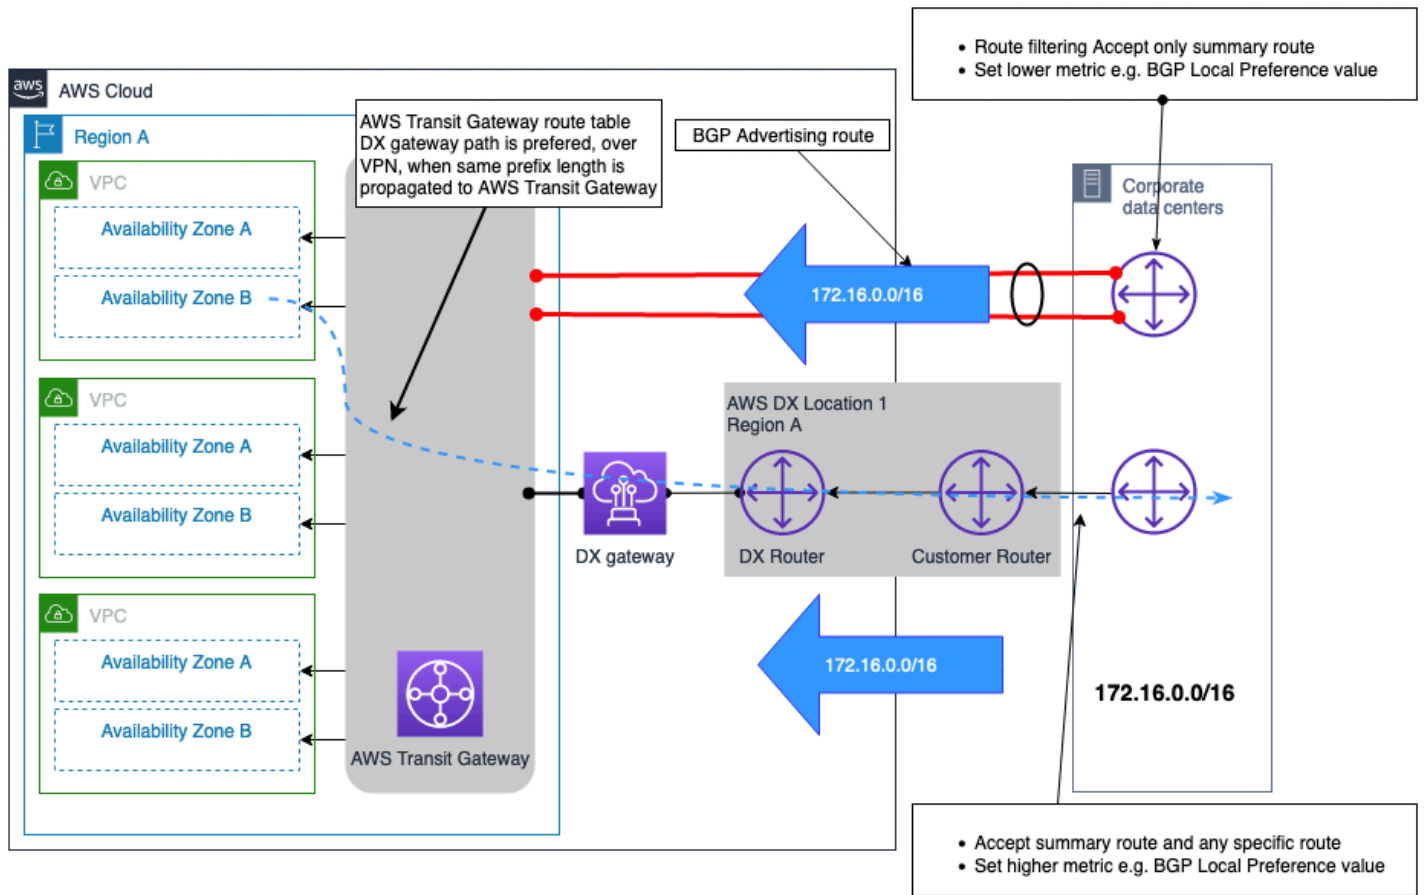 • Route filtering Accept only summary route
• Set lower metric e.g. BGP Local Preference value
aws
AWS Cloud
Region A
AWS Transit Gateway route table
DX gateway path is prefered, over
VPN, when same prefix length is
propagated to AWS Transit Gateway
BGP Advertising route
VPC
Availability Zone A
Availability Zone B
Corporate
data centers
172.16.0.0/16
VPC
Availability Zone A
Availability Zone B
AWS DX Location 1
Region A
DX gateway
DX Router
Customer Router
VPC
Availability Zone A
Availability Zone B
AWS Transit Gateway
172.16.0.0/16
172.16.0.0/16
• Accept summary route and any specific route
• Set higher metric e.g. BGP Local Preference value